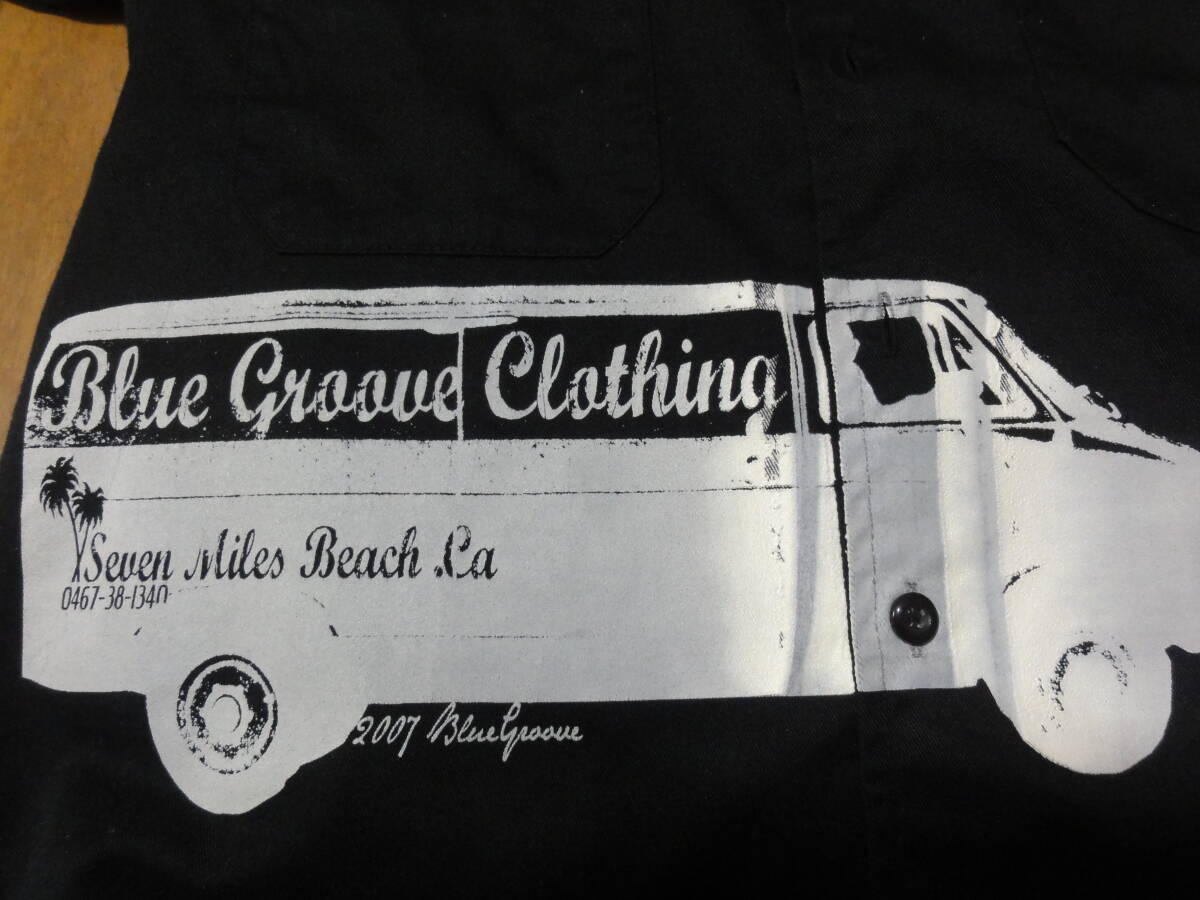 Blue Groove Clothing
Seven Miles Beach .Ca
0467-38-1340
2007 BlueGroove